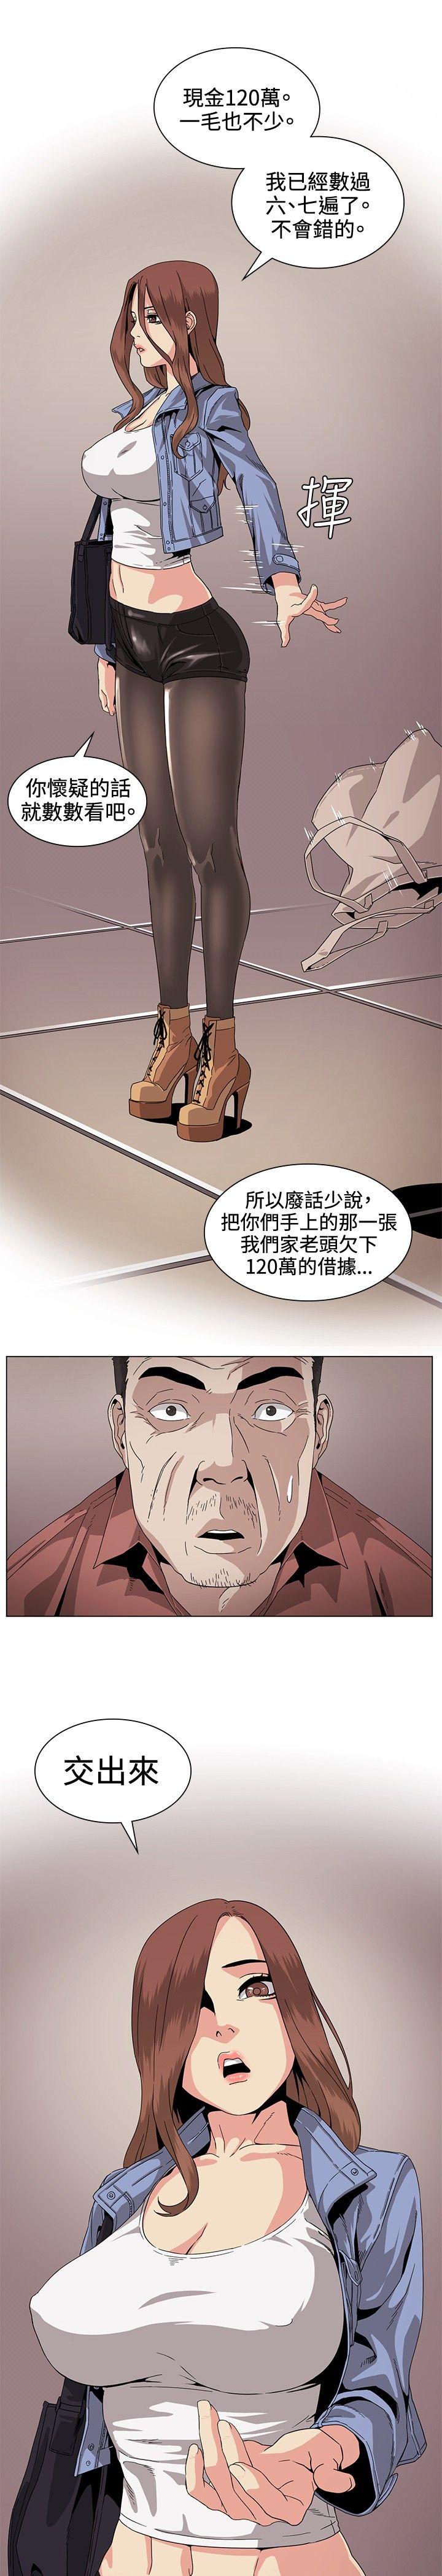 現金120萬。
一毛也不少。
我已經數過
六、七遍了。
不會錯的。
揮
你懷疑的話
就數數看吧。
所以廢話少說，
把你們手上的那一張
我們家老頭欠下
120萬的借據...
交出來